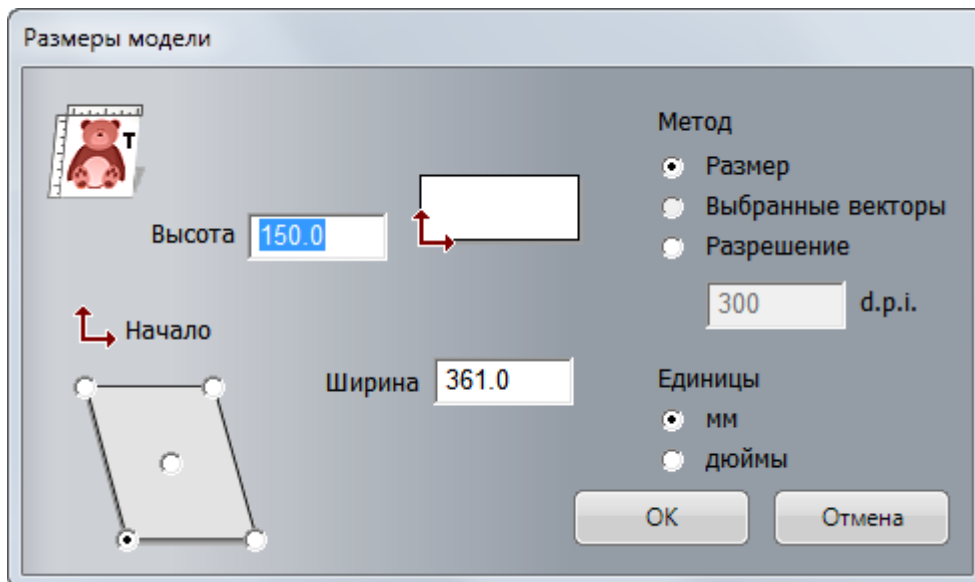 Размеры модели
T
Метод
Размер
Выбранные векторы
Разрешение
300 d.p.i.
Высота 150.0
Начало
Ширина 361.0
Единицы
мм
дюймы
OK
Отмена